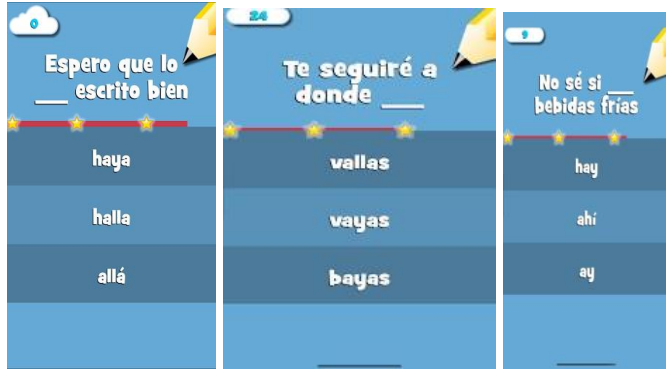 0
Espero que lo
___ escrito bien
haya
halla
allá
24
Te seguiré a
donde ___
vallas
vayas
bayas
9
No sé si ___
bebidas frías
hay
ahí
ay